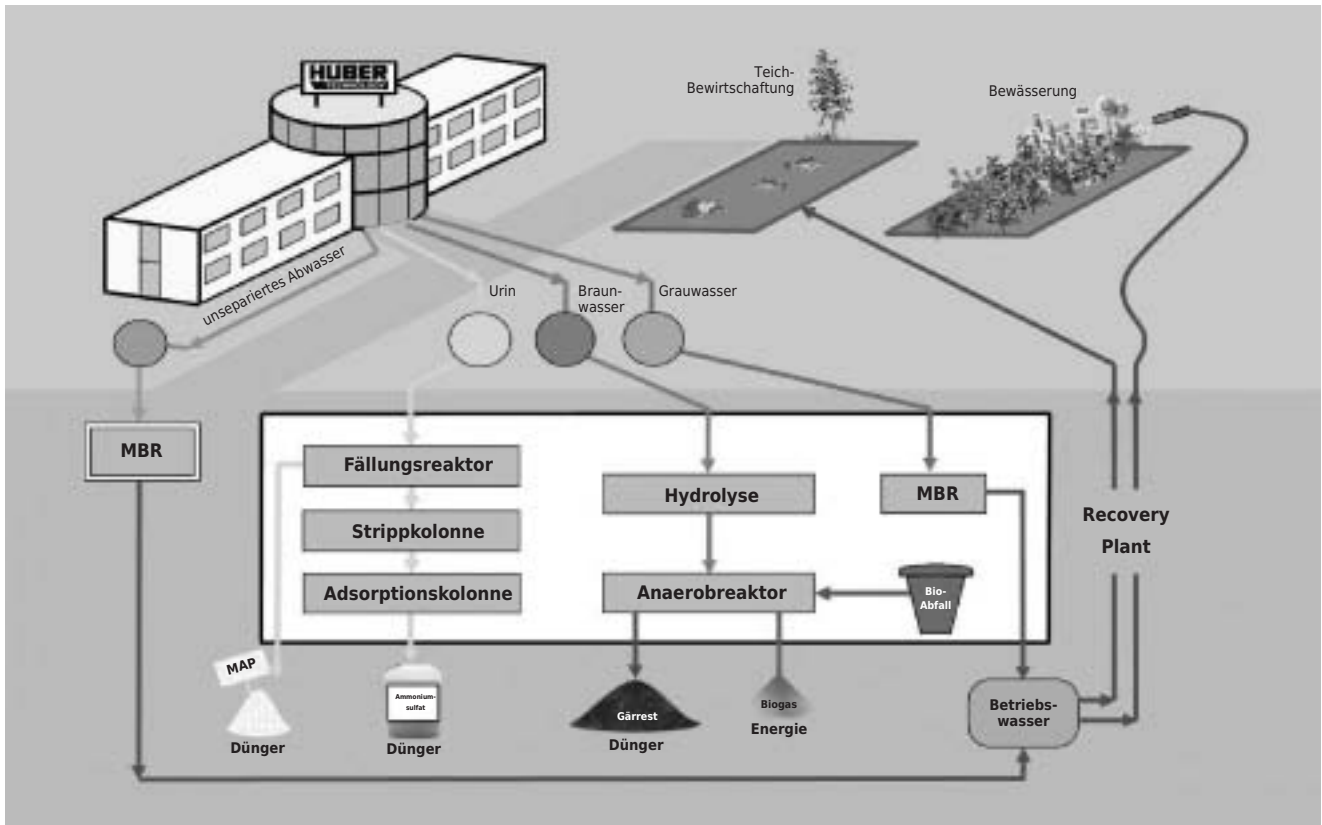 HUBER
TECHNOLOGY
Teich-
Bewirtschaftung
Bewässerung
unsepariertes Abwasser
Urin
Braun-
wasser
Grauwasser
MBR
Fällungsreaktor
Strippkolonne
Adsorptionskolonne
Hydrolyse
Anaerobreaktor
MBR
Bio-
Abfall
Recovery
Plant
MAP
Dünger
Ammonium-
sulfat
Dünger
Gärrest
Dünger
Biogas
Energie
Betriebs-
wasser